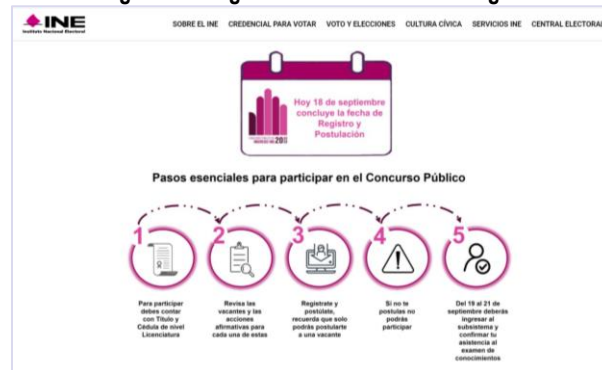 INE
Instituto Nacional Electoral
SOBRE EL INE CREDENCIAL PARA VOTAR VOTO Y ELECCIONES CULTURA CÍVICA SERVICIOS INE CENTRAL ELECTORAL
Hoy 18 de septiembre
concluye la fecha de
Registro y
Postulación
Pasos esenciales para participar en el Concurso Público
1
2
3
4
5
Para participar
debes contar
con Título y
Cédula de nivel
Licenciatura
Revisa las
vacantes y las
acciones
afirmativas para
cada una de estas
Regístrate y
postúlate,
recuerda que solo
podrás postularte
a una vacante
Si no te
postulas no
podrás
participar
Del 19 al 21 de
septiembre deberás
ingresar al
subsistema y
confirmar tu
asistencia al
examen de
conocimientos